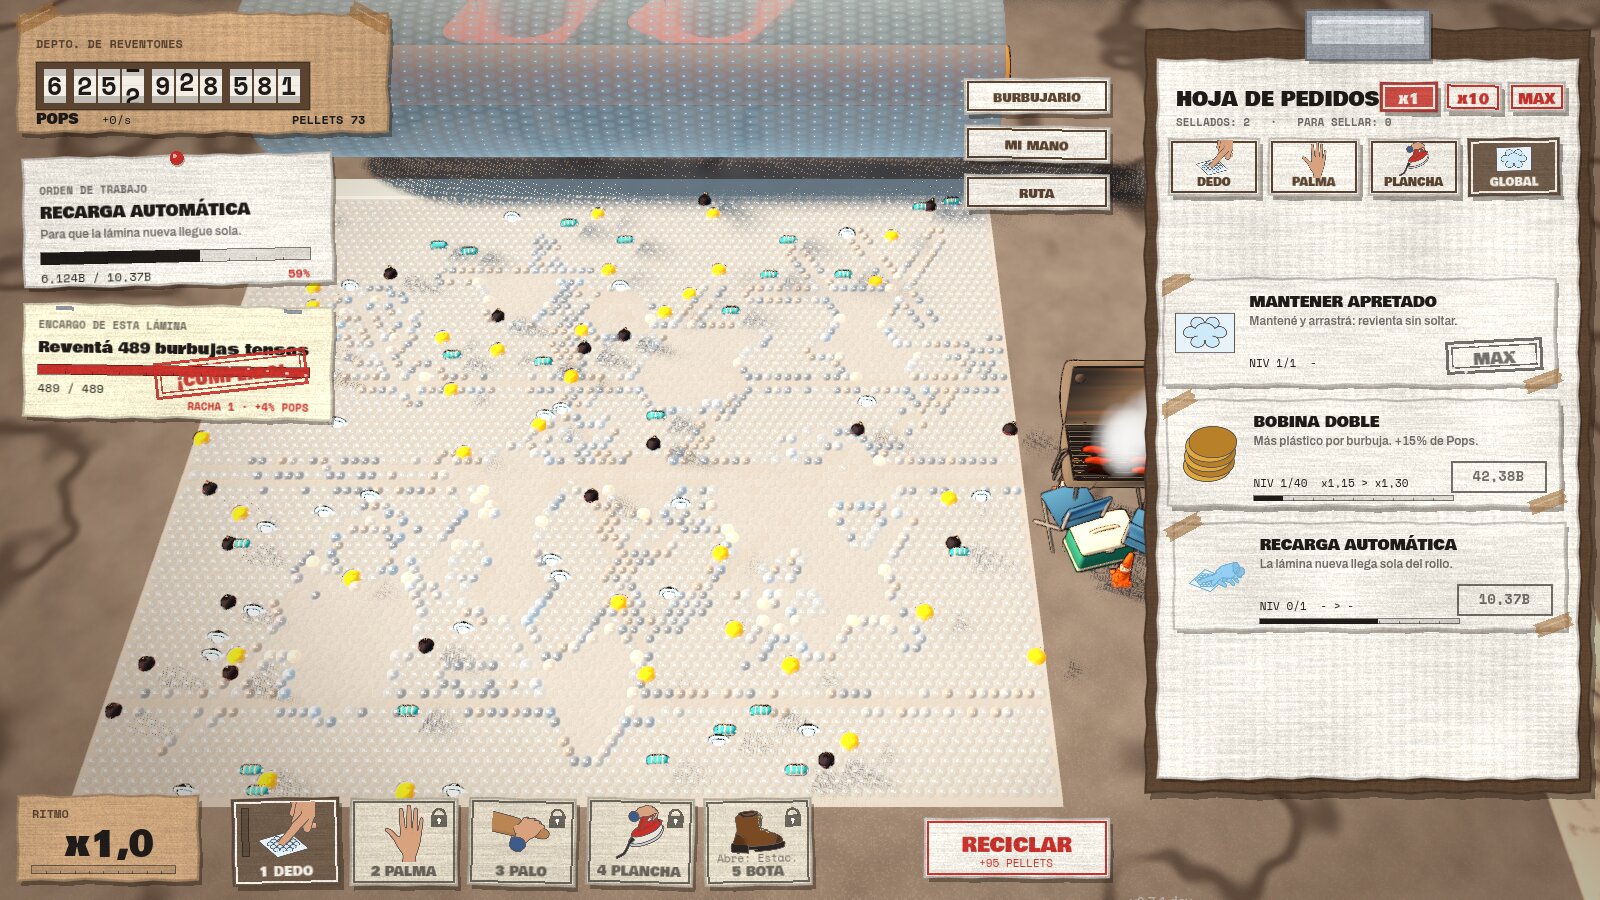 DEPTO. DE REVENTONES
6 252 928 581
POPS +0/s PELLETS 73
ORDEN DE TRABAJO
RECARGA AUTOMÁTICA
Para que la lámina nueva llegue sola.
6,124B / 10,37B 59%
ENCARGO DE ESTA LÁMINA
Reventá 489 burbujas tensas
489 / 489
RACHA 1 · +4% POPS
BURBUJARIO
MI MANO
RUTA
HOJA DE PEDIDOS x1 x10 MAX
SELLADOS: 2 · PARA SELLAR: 0
DEDO PALMA PLANCHA GLOBAL
MANTENER APRETADO
Mantené y arrastrá: revienta sin soltar.
NIV 1/1 -
MAX
BOBINA DOBLE
Más plástico por burbuja. +15% de Pops.
NIV 1/40 x1,15 > x1,30
42,38B
RECARGA AUTOMÁTICA
La lámina nueva llega sola del rollo.
NIV 0/1 - > -
10,37B
RITMO
x1,0
1 DEDO
2 PALMA
3 PALO
4 PLANCHA
Abre: Estac.
5 BOTA
RECICLAR
+95 PELLETS